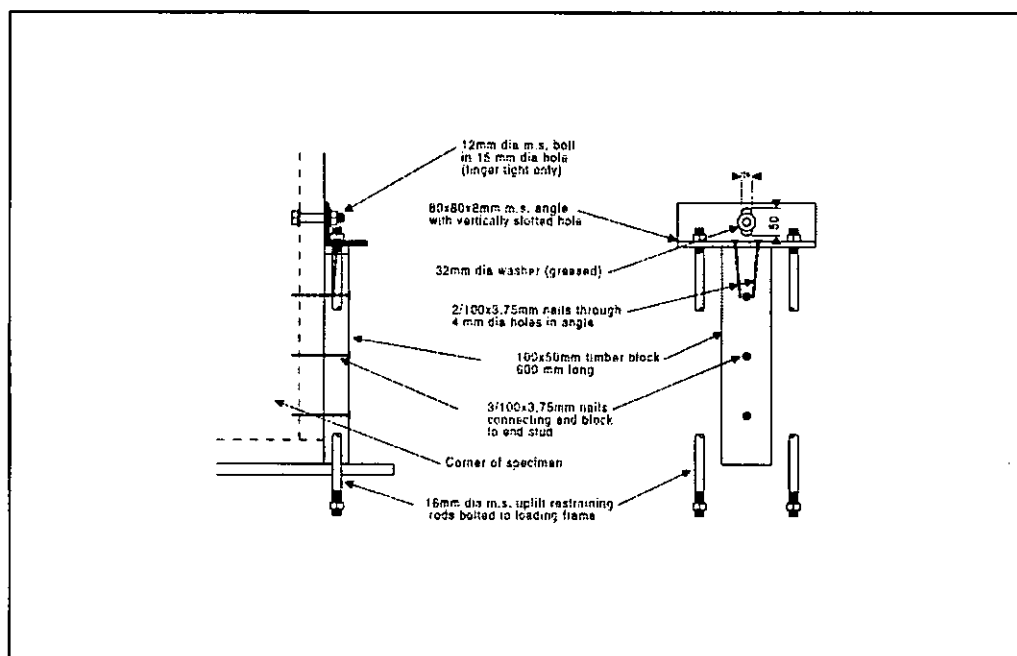 12mm dia m.s. bolt
in 15 mm dia hole
(finger tight only)
80x80x8mm m.s. angle
with vertically slotted hole
50
32mm dia washer (greased)
2/100x3.75mm nails through
4 mm dia holes in angle
100x50mm timber block
600 mm long
3/100x3.75mm nails
connecting end block
to end stud
Corner of specimen
16mm dia m.s. uplift restraining
rods bolted to loading frame